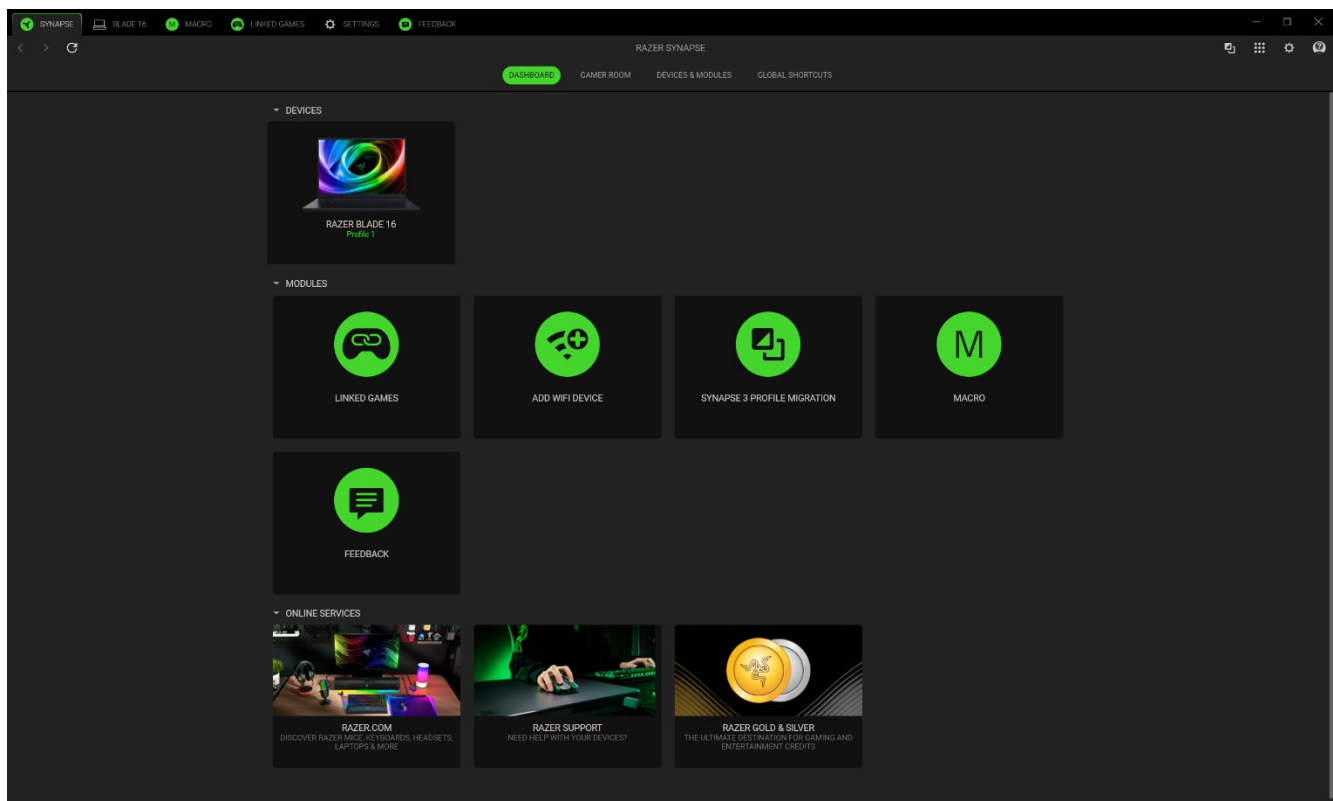 SYNAPSE
BLADE 16
M MACRO
LINKED GAMES
SETTINGS
FEEDBACK
RAZER SYNAPSE
DASHBOARD
GAMER ROOM
DEVICES & MODULES
GLOBAL SHORTCUTS
DEVICES
RAZER BLADE 16
Profile 1
MODULES
LINKED GAMES
ADD WIFI DEVICE
SYNAPSE 3 PROFILE MIGRATION
M
MACRO
FEEDBACK
ONLINE SERVICES
RAZER.COM
DISCOVER RAZER MICE, KEYBOARDS, HEADSETS,
LAPTOPS & MORE
RAZER SUPPORT
NEED HELP WITH YOUR DEVICES?
RAZER GOLD & SILVER
THE ULTIMATE DESTINATION FOR GAMING AND
ENTERTAINMENT CREDITS